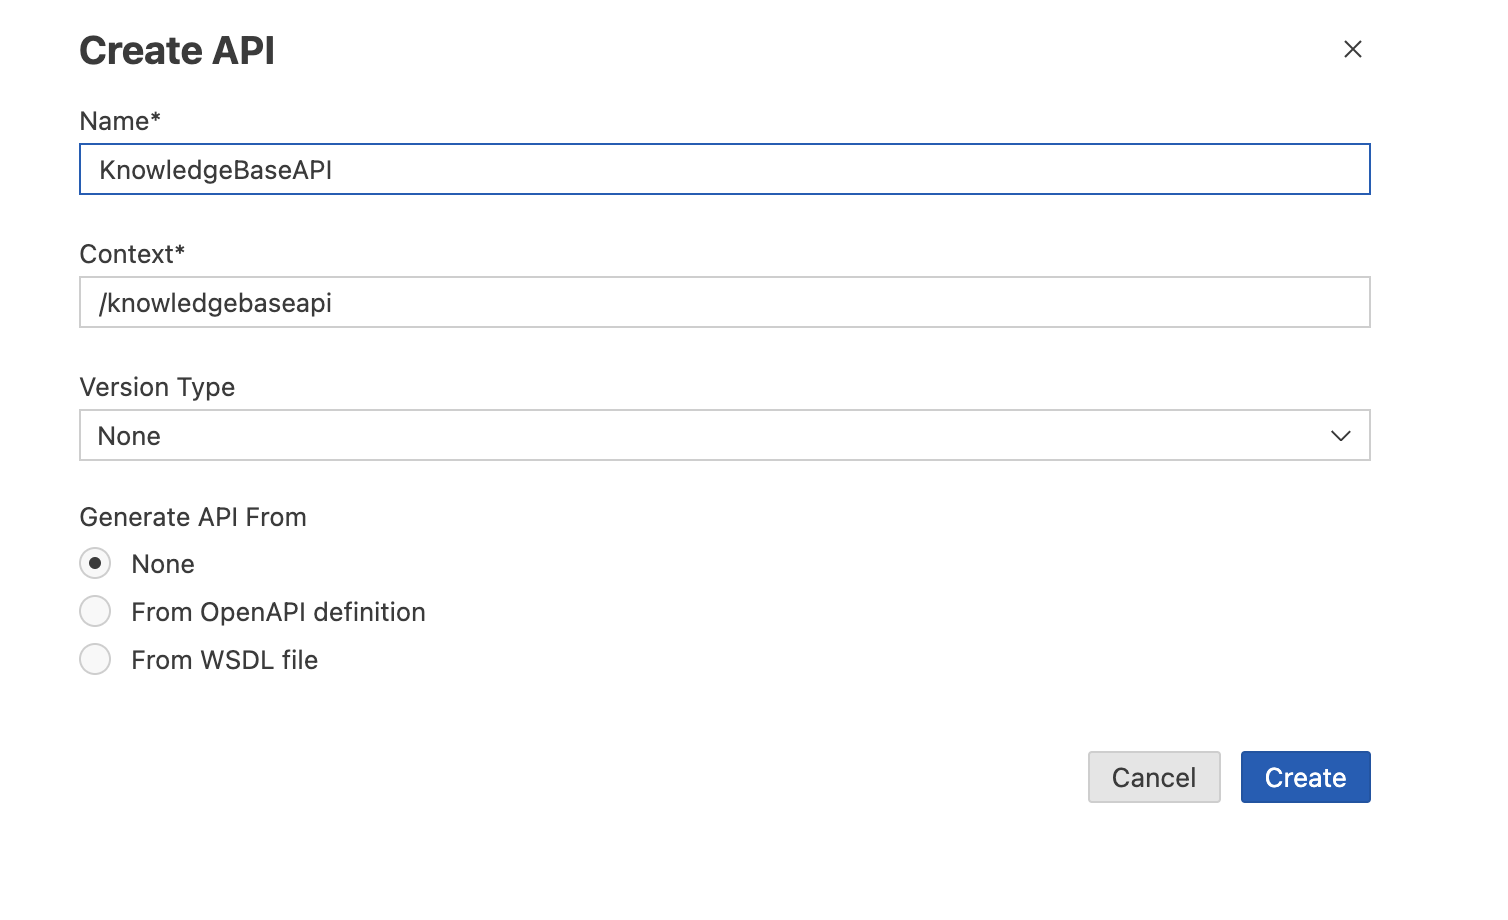 Create API
Name*
KnowledgeBaseAPI
Context*
/knowledgebaseapi
Version Type
None
Generate API From
None
From OpenAPI definition
From WSDL file
Cancel
Create